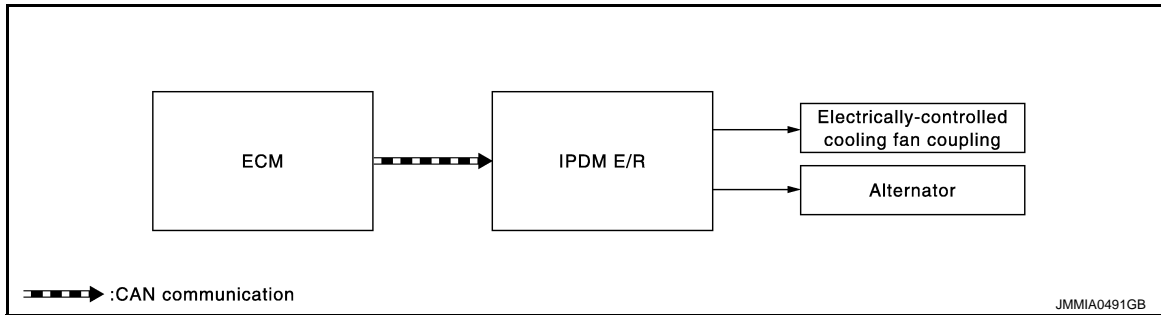 ECM
IPDM E/R
Electrically-controlled
cooling fan coupling
Alternator
:CAN communication
JMMIA0491GB